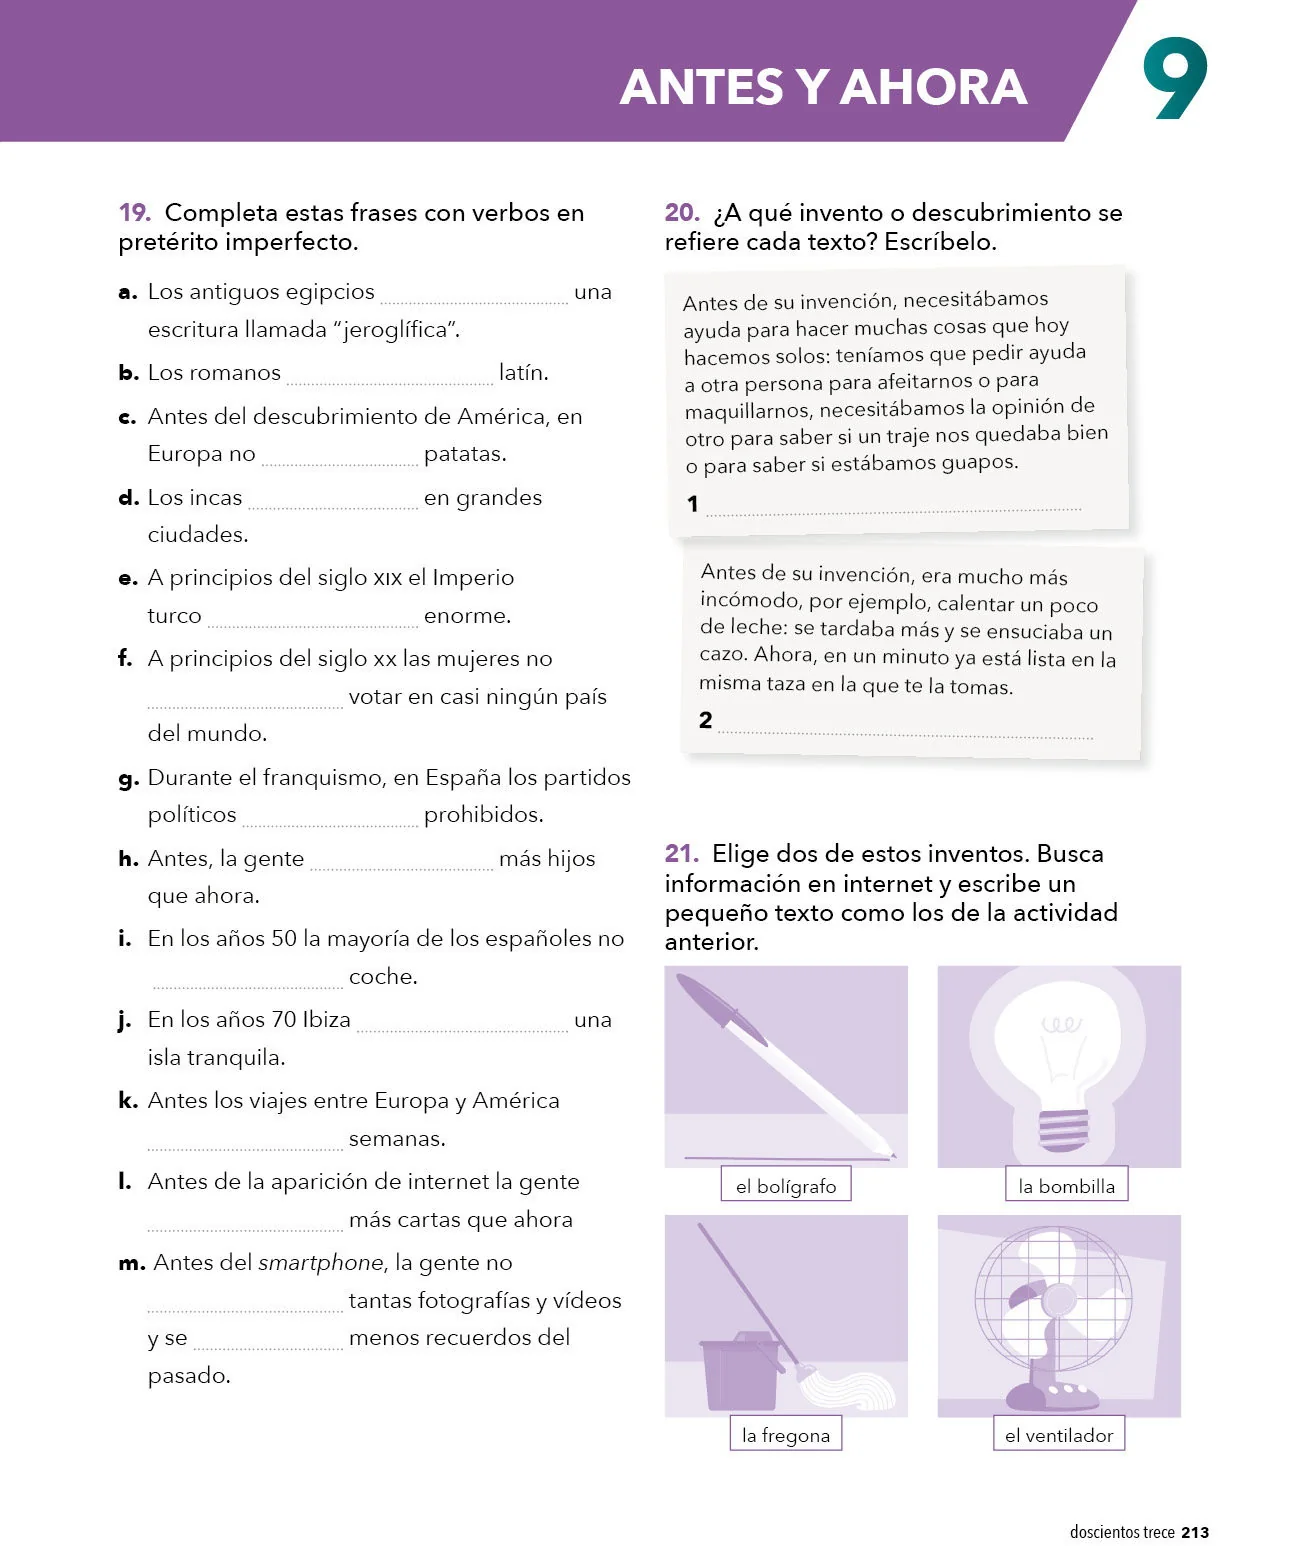 ANTES Y AHORA
9
19. Completa estas frases con verbos en
pretérito imperfecto.
a. Los antiguos egipcios una
escritura llamada “jeroglífica”.
b. Los romanos latín.
c. Antes del descubrimiento de América, en
Europa no patatas.
d. Los incas en grandes
ciudades.
e. A principios del siglo XIX el Imperio
turco enorme.
f. A principios del siglo XX las mujeres no
votar en casi ningún país
del mundo.
g. Durante el franquismo, en España los partidos
políticos prohibidos.
h. Antes, la gente más hijos
que ahora.
i. En los años 50 la mayoría de los españoles no
coche.
j. En los años 70 Ibiza una
isla tranquila.
k. Antes los viajes entre Europa y América
semanas.
l. Antes de la aparición de internet la gente
más cartas que ahora
m. Antes del smartphone, la gente no
tantas fotografías y vídeos
y se menos recuerdos del
pasado.
20. ¿A qué invento o descubrimiento se
refiere cada texto? Escríbelo.
Antes de su invención, necesitábamos
ayuda para hacer muchas cosas que hoy
hacemos solos: teníamos que pedir ayuda
a otra persona para afeitarnos o para
maquillarnos, necesitábamos la opinión de
otro para saber si un traje nos quedaba bien
o para saber si estábamos guapos.
1
Antes de su invención, era mucho más
incómodo, por ejemplo, calentar un poco
de leche: se tardaba más y se ensuciaba un
cazo. Ahora, en un minuto ya está lista en la
misma taza en la que te la tomas.
2
21. Elige dos de estos inventos. Busca
información en internet y escribe un
pequeño texto como los de la actividad
anterior.
el bolígrafo
la bombilla
la fregona
el ventilador
doscientos trece 213